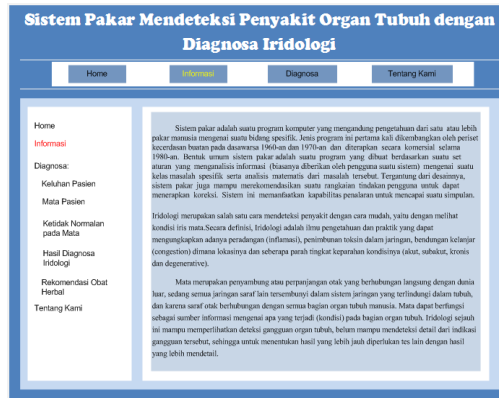 Sistem Pakar Mendeteksi Penyakit Organ Tubuh dengan
Diagnosa Iridologi
Home
Informasi
Diagnosa
Tentang Kami
Home
Informasi
Diagnosa:
Keluhan Pasien
Mata Pasien
Ketidak Normalan
pada Mata
Hasil Diagnosa
Iridologi
Rekomendasi Obat
Herbal
Tentang Kami
Sistem pakar adalah suatu program komputer yang mengandung pengetahuan dari satu atau lebih
pakar manusia mengenai suatu bidang spesifik. Jenis program ini pertama kali dikembangkan oleh periset
kecerdasan buatan pada dasawarsa 1960-an dan 1970-an dan diterapkan secara komersial selama
1980-an. Bentuk umum sistem pakar adalah suatu program yang dibuat berdasarkan suatu set
aturan yang menganalisis informasi (biasanya diberikan oleh pengguna suatu sistem) mengenai suatu
kelas masalah spesifik serta analisis matematis dari masalah tersebut. Tergantung dari desainnya,
sistem pakar juga mampu merekomendasikan suatu rangkaian tindakan pengguna untuk dapat
menerapkan koreksi. Sistem ini memanfaatkan kapabilitas penalaran untuk mencapai suatu simpulan.
Iridologi merupakan salah satu cara mendeteksi penyakit dengan cara mudah, yaitu dengan melihat
kondisi iris mata.Secara definisi, Iridologi adalah ilmu pengetahuan dan praktik yang dapat
mengungkapkan adanya peradangan (inflamasi), penimbunan toksin dalam jaringan, bendungan kelanjar
(congestion) dimana lokasinya dan seberapa parah tingkat keparahan kondisinya (akut, subakut, kronis
dan degenerative).
Mata merupakan penyambung atau perpanjangan otak yang berhubungan langsung dengan dunia
luar, sedang semua jaringan saraf lain tersembunyi dalam sistem jaringan yang terlindungi dalam tubuh,
dan karena saraf otak berhubungan dengan semua bagian organ tubuh manusia. Mata dapat berfungsi
sebagai sumber informasi mengenai apa yang terjadi (kondisi) pada bagian organ tubuh. Iridologi sejauh
ini mampu memperlihatkan deteksi gangguan organ tubuh, belum mampu mendeteksi detail dari indikasi
gangguan tersebut, sehingga untuk menentukan hasil yang lebih jauh diperlukan tes lain dengan hasil
yang lebih mendetail.